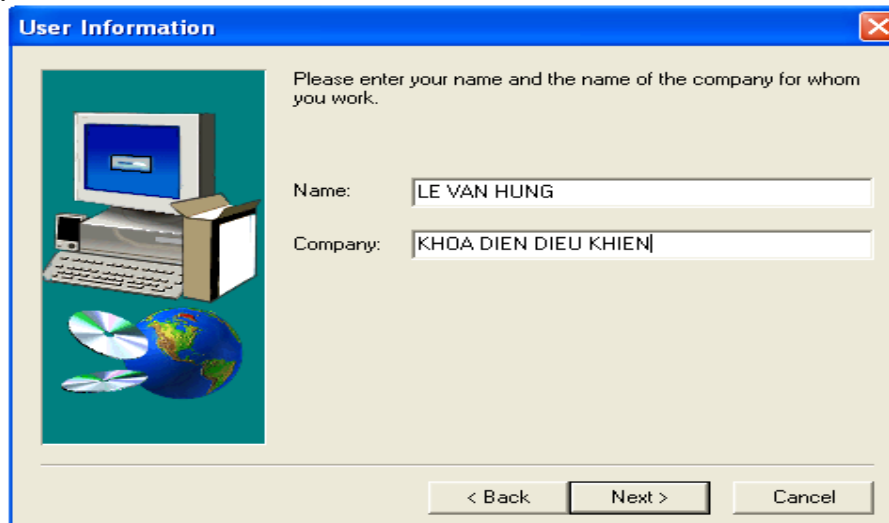 User Information
Please enter your name and the name of the company for whom
you work.
Name: LE VAN HUNG
Company: KHOA DIEN DIEU KHIEN
< Back Next > Cancel